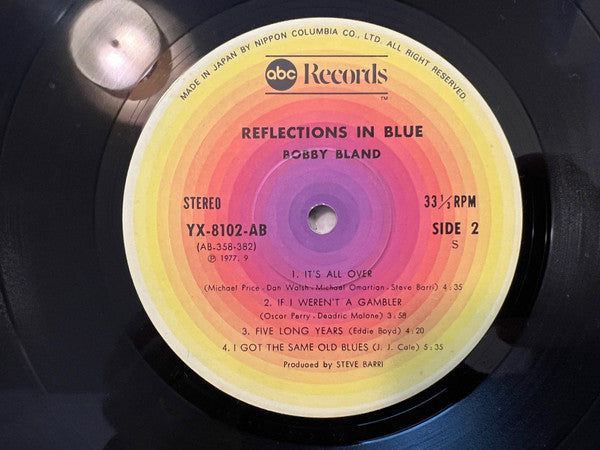 MADE IN JAPAN BY NIPPON COLUMBIA CO., LTD. ALL RIGHT RESERVED.
abc Records
TM
REFLECTIONS IN BLUE
BOBBY BLAND
STEREO 33 1/3 RPM
YX-8102-AB SIDE 2
(AB-358-382) S
Ⓟ 1977. 9
1. IT'S ALL OVER
(Michael Price - Dan Walsh - Michael Omartian - Steve Barri) 4:35
2. IF I WEREN'T A GAMBLER
(Oscar Perry - Deadric Malone) 3:58
3. FIVE LONG YEARS (Eddie Boyd) 4:20
4. I GOT THE SAME OLD BLUES (J. J. Cale) 5:35
Produced by STEVE BARRI